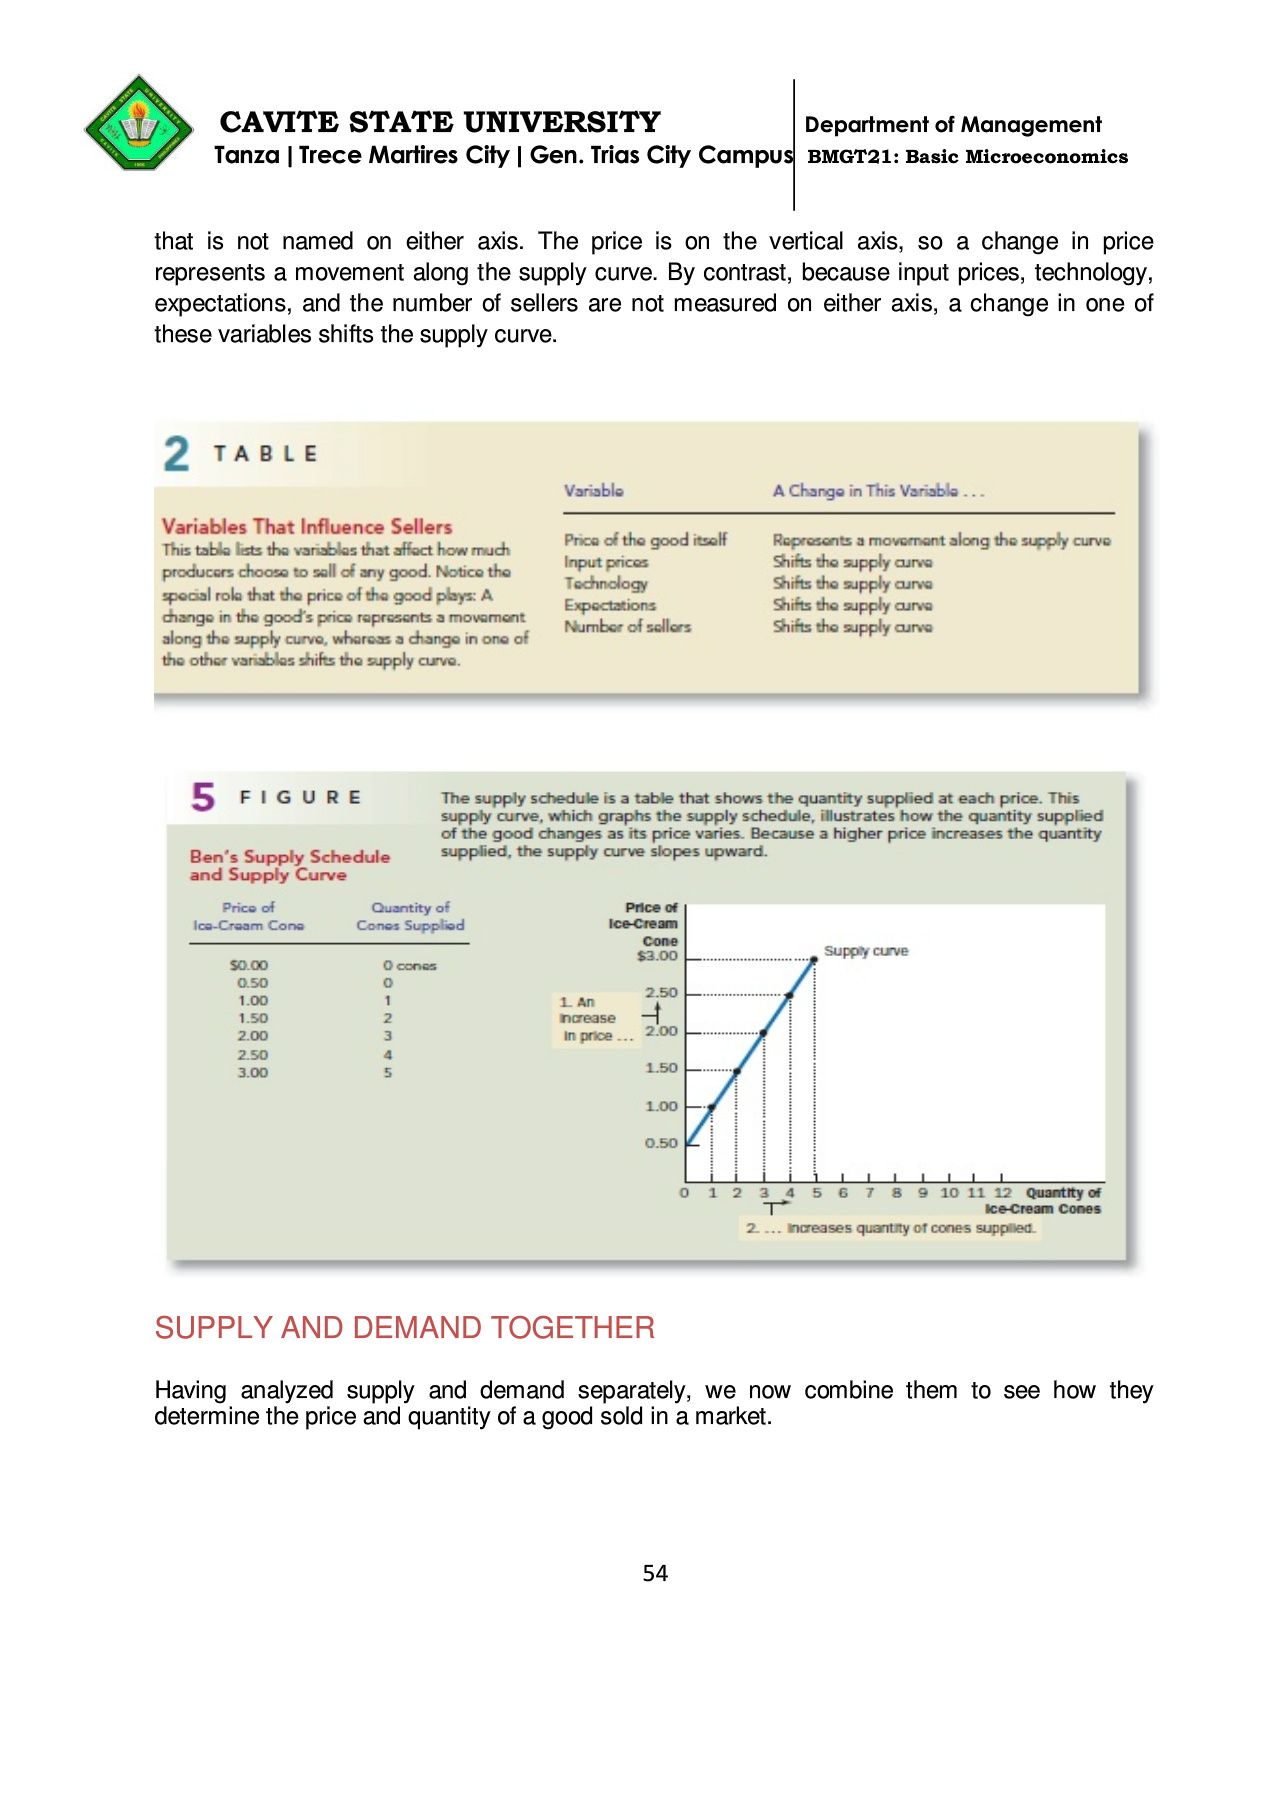 CAVITE STATE UNIVERSITY
Tanza | Trece Martires City | Gen. Trias City Campus
Department of Management
BMGT21: Basic Microeconomics
that is not named on either axis. The price is on the vertical axis, so a change in price
represents a movement along the supply curve. By contrast, because input prices, technology,
expectations, and the number of sellers are not measured on either axis, a change in one of
these variables shifts the supply curve.
2 TABLE
Variables That Influence Sellers
This table lists the variables that affect how much
producers choose to sell of any good. Notice the
special role that the price of the good plays: A
change in the good's price represents a movement
along the supply curve, whereas a change in one of
the other variables shifts the supply curve.
Variable A Change in This Variable . . .
Price of the good itself Represents a movement along the supply curve
Input prices Shifts the supply curve
Technology Shifts the supply curve
Expectations Shifts the supply curve
Number of sellers Shifts the supply curve
5 FIGURE
Ben's Supply Schedule
and Supply Curve
The supply schedule is a table that shows the quantity supplied at each price. This
supply curve, which graphs the supply schedule, illustrates how the quantity supplied
of the good changes as its price varies. Because a higher price increases the quantity
supplied, the supply curve slopes upward.
Price of Quantity of
Ice-Cream Cone Cones Supplied
$0.00 0 cones
0.50 0
1.00 1
1.50 2
2.00 3
2.50 4
3.00 5
Price of
Ice-Cream
Cone
$3.00
2.50
2.00
1.50
1.00
0.50
Supply curve
1. An
increase
in price ...
0 1 2 3 4 5 6 7 8 9 10 11 12 Quantity of
Ice-Cream Cones
2. ... increases quantity of cones supplied.
SUPPLY AND DEMAND TOGETHER
Having analyzed supply and demand separately, we now combine them to see how they
determine the price and quantity of a good sold in a market.
54